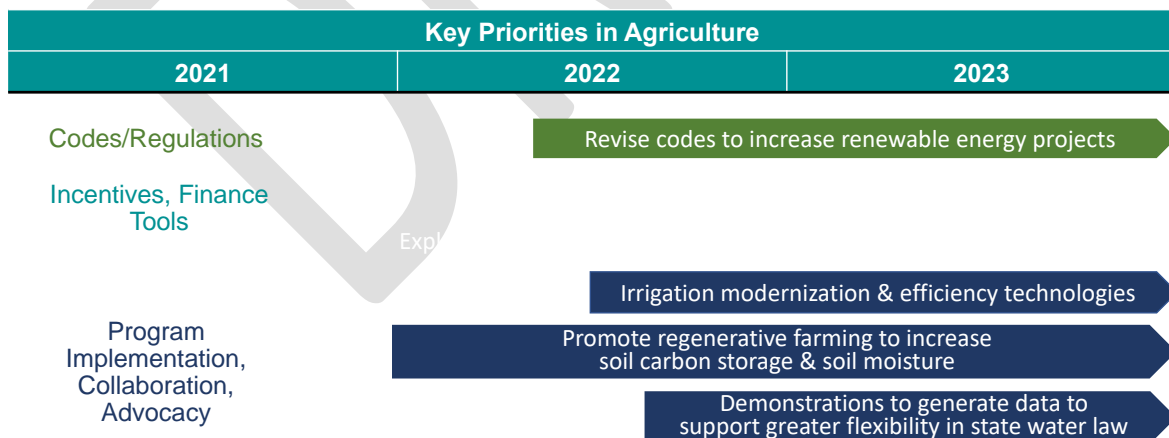 Key Priorities in Agriculture
2021 2022 2023
Codes/Regulations
Revise codes to increase renewable energy projects
Incentives, Finance
Tools
Irrigation modernization & efficiency technologies
Program
Implementation,
Collaboration,
Advocacy
Promote regenerative farming to increase
soil carbon storage & soil moisture
Demonstrations to generate data to
support greater flexibility in state water law